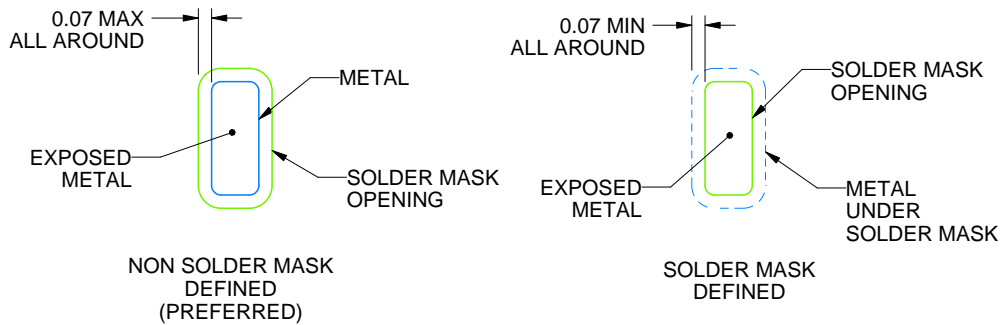 0.07 MAX
ALL AROUND
METAL
EXPOSED
METAL
SOLDER MASK
OPENING
NON SOLDER MASK
DEFINED
(PREFERRED)
0.07 MIN
ALL AROUND
SOLDER MASK
OPENING
EXPOSED
METAL
METAL
UNDER
SOLDER MASK
SOLDER MASK
DEFINED